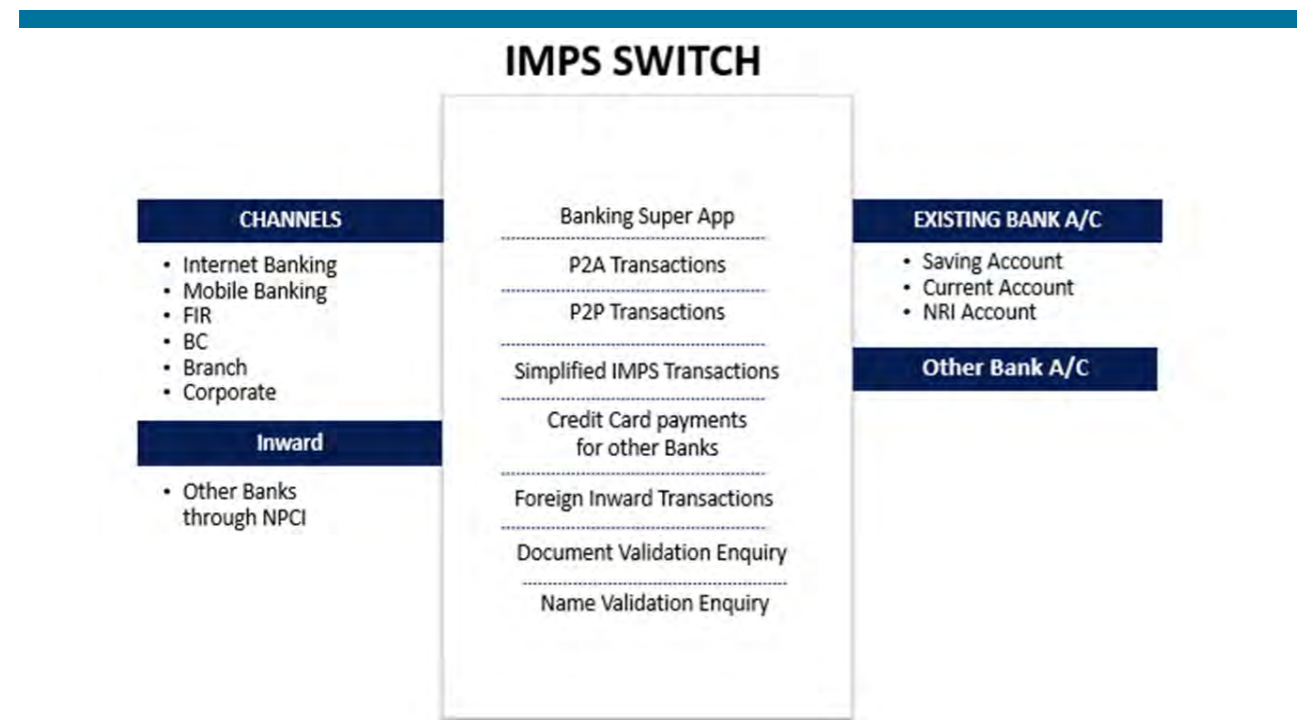 IMPS SWITCH
CHANNELS
• Internet Banking
• Mobile Banking
• FIR
• BC
• Branch
• Corporate
Inward
• Other Banks
through NPCI
Banking Super App
P2A Transactions
P2P Transactions
Simplified IMPS Transactions
Credit Card payments
for other Banks
Foreign Inward Transactions
Document Validation Enquiry
Name Validation Enquiry
EXISTING BANK A/C
• Saving Account
• Current Account
• NRI Account
Other Bank A/C